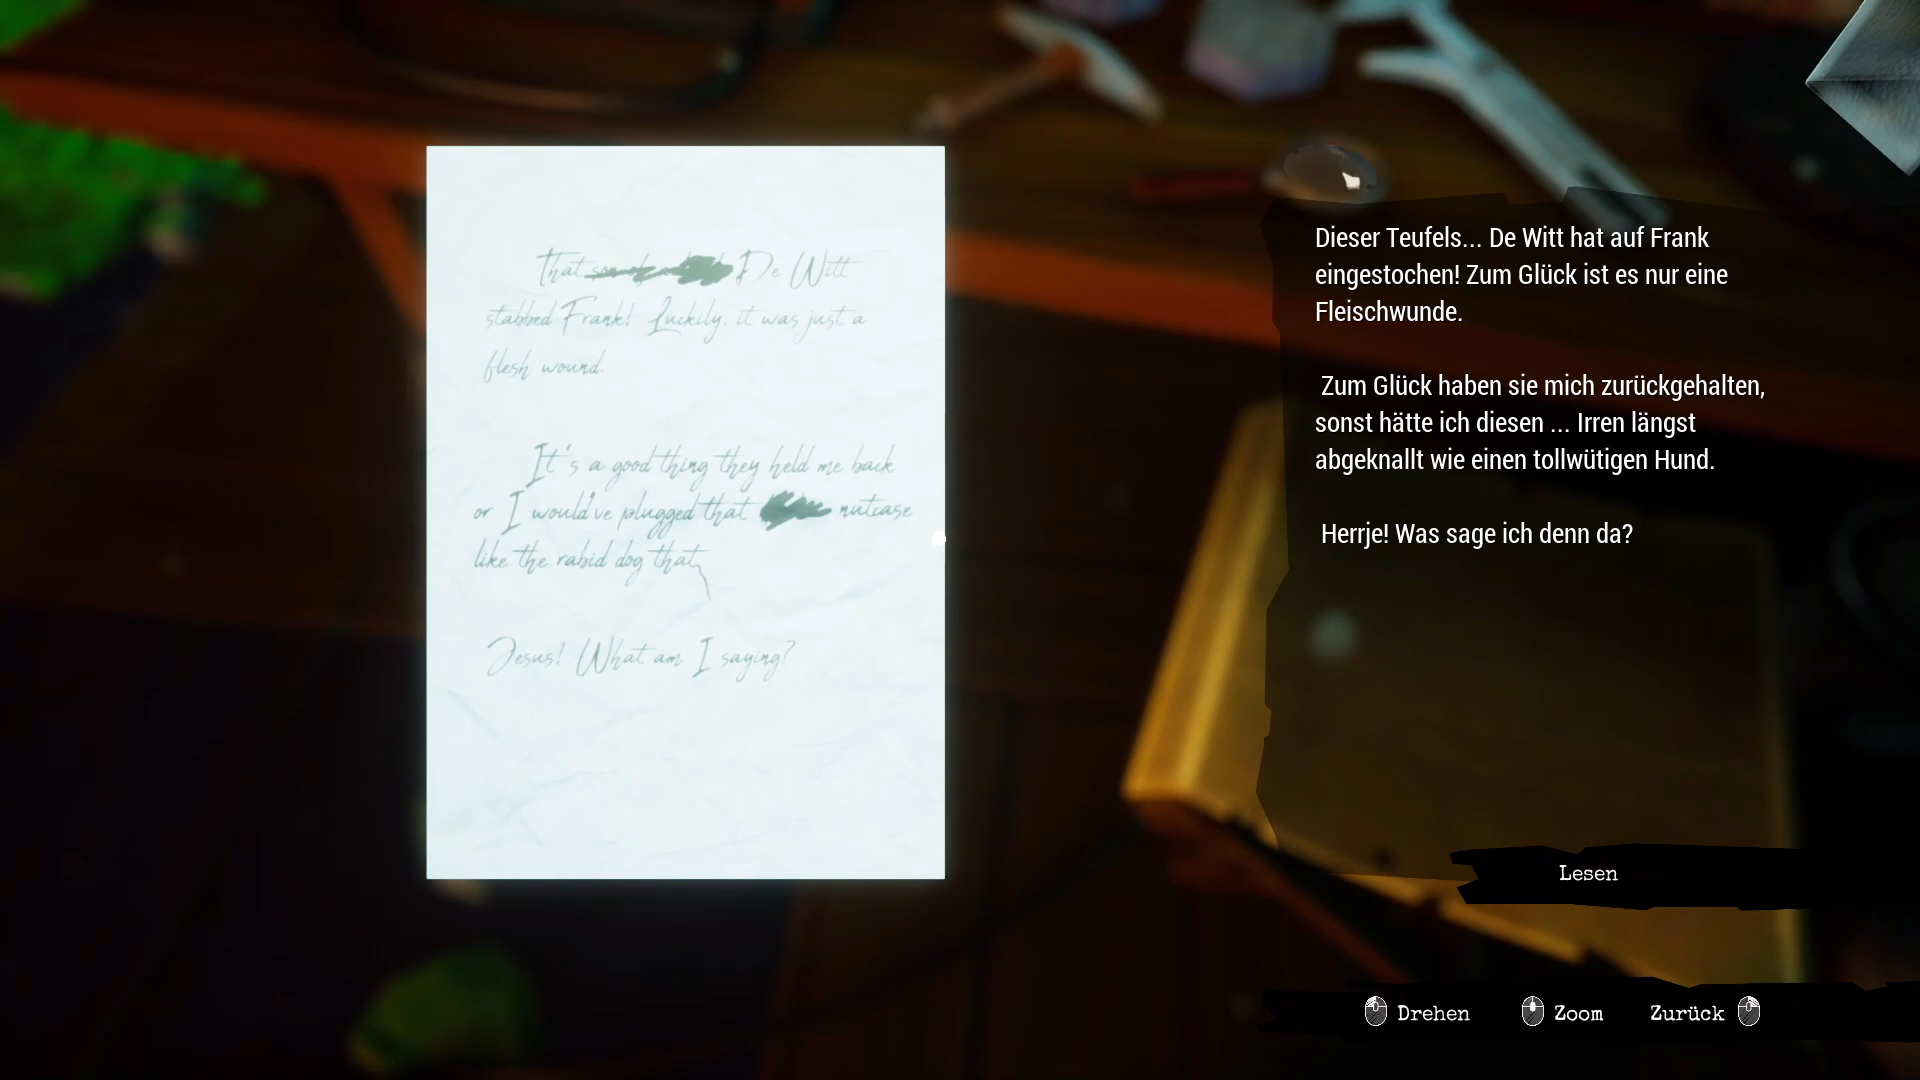 That son of a De Witt
stabbed Frank! Luckily, it was just a
flesh wound.
It's a good thing they held me back
or I would've plugged that nutcase
like the rabid dog that
Jesus! What am I saying?
Dieser Teufels... De Witt hat auf Frank
eingestochen! Zum Glück ist es nur eine
Fleischwunde.
Zum Glück haben sie mich zurückgehalten,
sonst hätte ich diesen ... Irren längst
abgeknallt wie einen tollwütigen Hund.
Herrje! Was sage ich denn da?
Lesen
Drehen
Zoom
Zurück